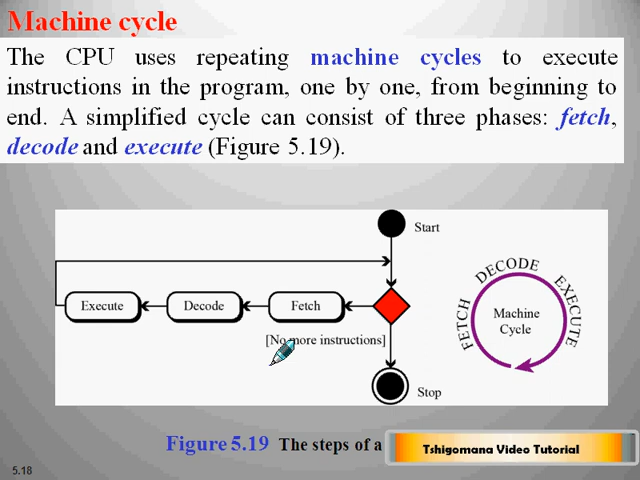 Machine cycle
The CPU uses repeating machine cycles to execute
instructions in the program, one by one, from beginning to
end. A simplified cycle can consist of three phases: fetch,
decode and execute (Figure 5.19).
Start
Execute
Decode
Fetch
[No more instructions]
Stop
FETCH DECODE EXECUTE
Machine
Cycle
Figure 5.19 The steps of a
Tshigomana Video Tutorial
5.18